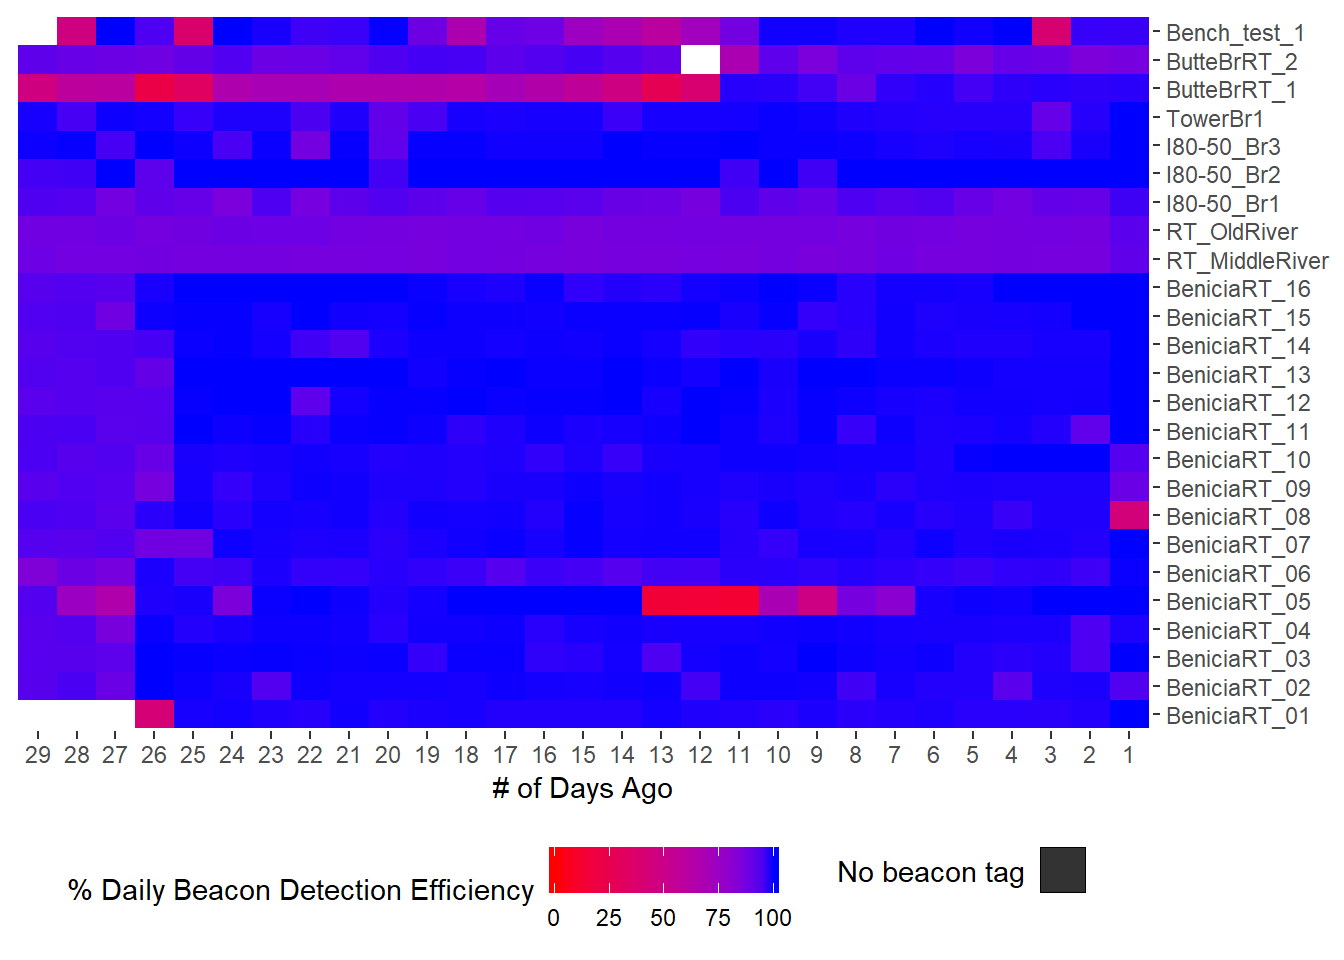 Bench_test_1
ButteBrRT_2
ButteBrRT_1
TowerBr1
I80-50_Br3
I80-50_Br2
I80-50_Br1
RT_OldRiver
RT_MiddleRiver
BeniciaRT_16
BeniciaRT_15
BeniciaRT_14
BeniciaRT_13
BeniciaRT_12
BeniciaRT_11
BeniciaRT_10
BeniciaRT_09
BeniciaRT_08
BeniciaRT_07
BeniciaRT_06
BeniciaRT_05
BeniciaRT_04
BeniciaRT_03
BeniciaRT_02
BeniciaRT_01
29 28 27 26 25 24 23 22 21 20 19 18 17 16 15 14 13 12 11 10 9 8 7 6 5 4 3 2 1
# of Days Ago
% Daily Beacon Detection Efficiency
0 25 50 75 100
No beacon tag